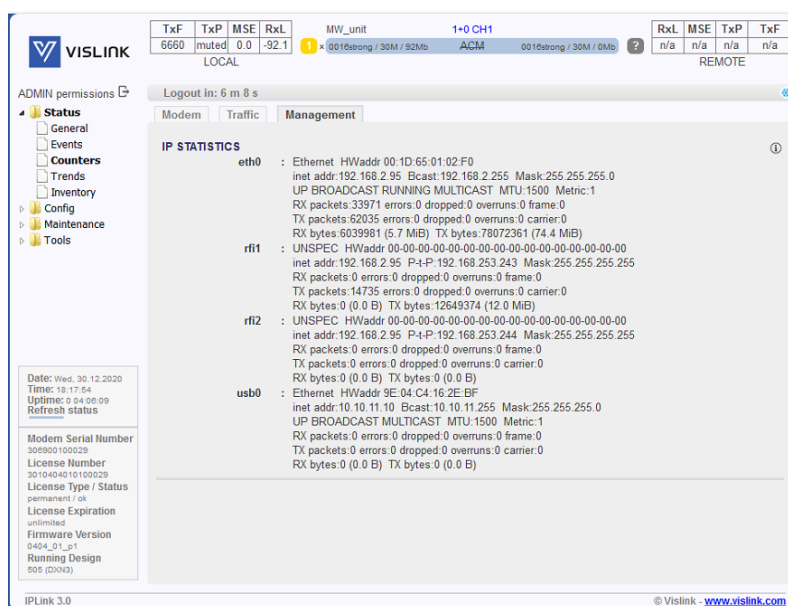 TxF TxP MSE RxL
6660 muted 0.0 -92.1
LOCAL
MW_unit 1+0 CH1
1 x 0016strong / 30M / 92Mb ACM 0016strong / 30M / 0Mb ?
RxL MSE TxP TxF
n/a n/a n/a n/a
REMOTE
VISLINK
ADMIN permissions
Logout in: 6 m 8 s
Status
General
Events
Counters
Trends
Inventory
Config
Maintenance
Tools
Modem Traffic Management
IP STATISTICS
eth0 : Ethernet HWaddr 00:1D:65:01:02:F0
inet addr:192.168.2.95 Bcast:192.168.2.255 Mask:255.255.255.0
UP BROADCAST RUNNING MULTICAST MTU:1500 Metric:1
RX packets:33971 errors:0 dropped:0 overruns:0 frame:0
TX packets:62035 errors:0 dropped:0 overruns:0 carrier:0
RX bytes:6039981 (5.7 MiB) TX bytes:78072361 (74.4 MiB)
rfi1 : UNSPEC HWaddr 00-00-00-00-00-00-00-00-00-00-00-00-00-00-00-00
inet addr:192.168.2.95 P-t-P:192.168.253.243 Mask:255.255.255.255
RX packets:0 errors:0 dropped:0 overruns:0 frame:0
TX packets:14735 errors:0 dropped:0 overruns:0 carrier:0
RX bytes:0 (0.0 B) TX bytes:12649374 (12.0 MiB)
rfi2 : UNSPEC HWaddr 00-00-00-00-00-00-00-00-00-00-00-00-00-00-00-00
inet addr:192.168.2.95 P-t-P:192.168.253.244 Mask:255.255.255.255
RX packets:0 errors:0 dropped:0 overruns:0 frame:0
TX packets:0 errors:0 dropped:0 overruns:0 carrier:0
RX bytes:0 (0.0 B) TX bytes:0 (0.0 B)
usb0 : Ethernet HWaddr 9E:04:C4:16:2E:BF
inet addr:10.10.11.10 Bcast:10.10.11.255 Mask:255.255.255.0
UP BROADCAST MULTICAST MTU:1500 Metric:1
RX packets:0 errors:0 dropped:0 overruns:0 frame:0
TX packets:0 errors:0 dropped:0 overruns:0 carrier:0
RX bytes:0 (0.0 B) TX bytes:0 (0.0 B)
Date: Wed, 30.12.2020
Time: 18:17:54
Uptime: 0 04:06:09
Refresh status
Modem Serial Number
306900100029
License Number
3010404010100029
License Type / Status
permanent / ok
License Expiration
unlimited
Firmware Version
0404_01_p1
Running Design
505 (DXN3)
IPLink 3.0
© Vislink - www.vislink.com